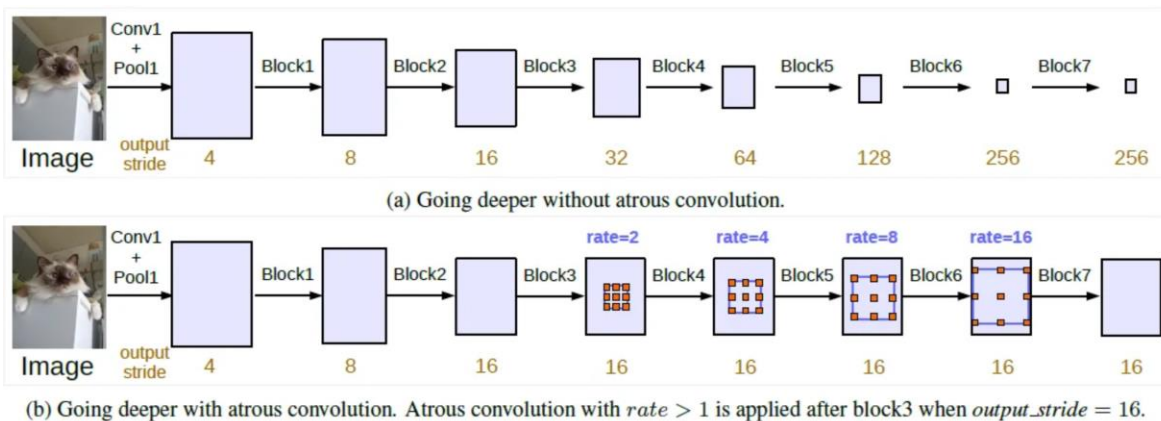 Conv1
+
Pool1
Block1
Block2
Block3
Block4
Block5
Block6
Block7
Image
output
stride
4
8
16
32
64
128
256
256
(a) Going deeper without atrous convolution.
Conv1
+
Pool1
Block1
Block2
Block3
rate=2
Block4
rate=4
Block5
rate=8
Block6
rate=16
Block7
Image
output
stride
4
8
16
16
16
16
16
16
(b) Going deeper with atrous convolution. Atrous convolution with rate > 1 is applied after block3 when output_stride = 16.